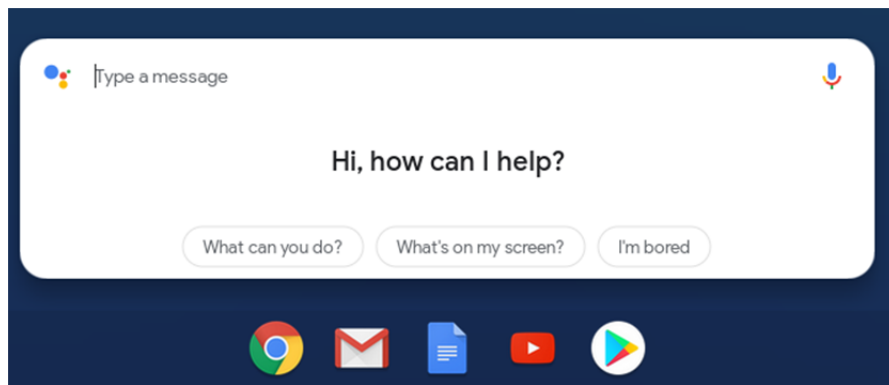 Type a message
Hi, how can I help?
What can you do? What's on my screen? I'm bored